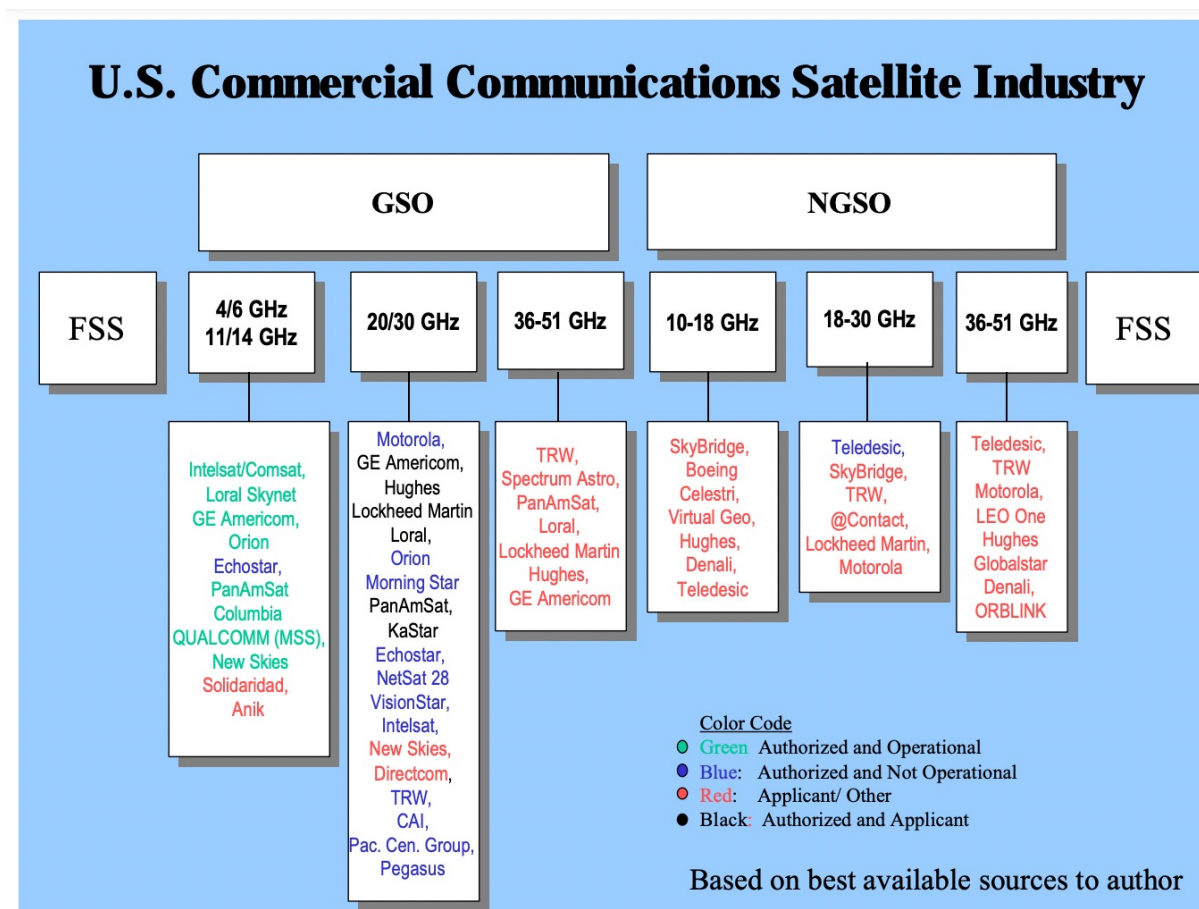 U.S. Commercial Communications Satellite Industry
GSO
NGSO
FSS
4/6 GHz
11/14 GHz
20/30 GHz
36-51 GHz
10-18 GHz
18-30 GHz
36-51 GHz
FSS
Intelsat/Comsat,
Loral Skynet
GE Americom,
Orion
Echostar,
PanAmSat
Columbia
QUALCOMM (MSS),
New Skies
Solidaridad,
Anik
Motorola,
GE Americom,
Hughes
Lockheed Martin
Loral,
Orion
Morning Star
PanAmSat,
KaStar
Echostar,
NetSat 28
VisionStar,
Intelsat,
New Skies,
Directcom,
TRW,
CAI,
Pac. Cen. Group,
Pegasus
TRW,
Spectrum Astro,
PanAmSat,
Loral,
Lockheed Martin
Hughes,
GE Americom
SkyBridge,
Boeing
Celestri,
Virtual Geo,
Hughes,
Denali,
Teledesic
Teledesic,
SkyBridge,
TRW,
@Contact,
Lockheed Martin,
Motorola
Teledesic,
TRW
Motorola,
LEO One
Hughes
Globalstar
Denali,
ORBLINK
Color Code
Green Authorized and Operational
Blue: Authorized and Not Operational
Red: Applicant/ Other
Black: Authorized and Applicant
Based on best available sources to author